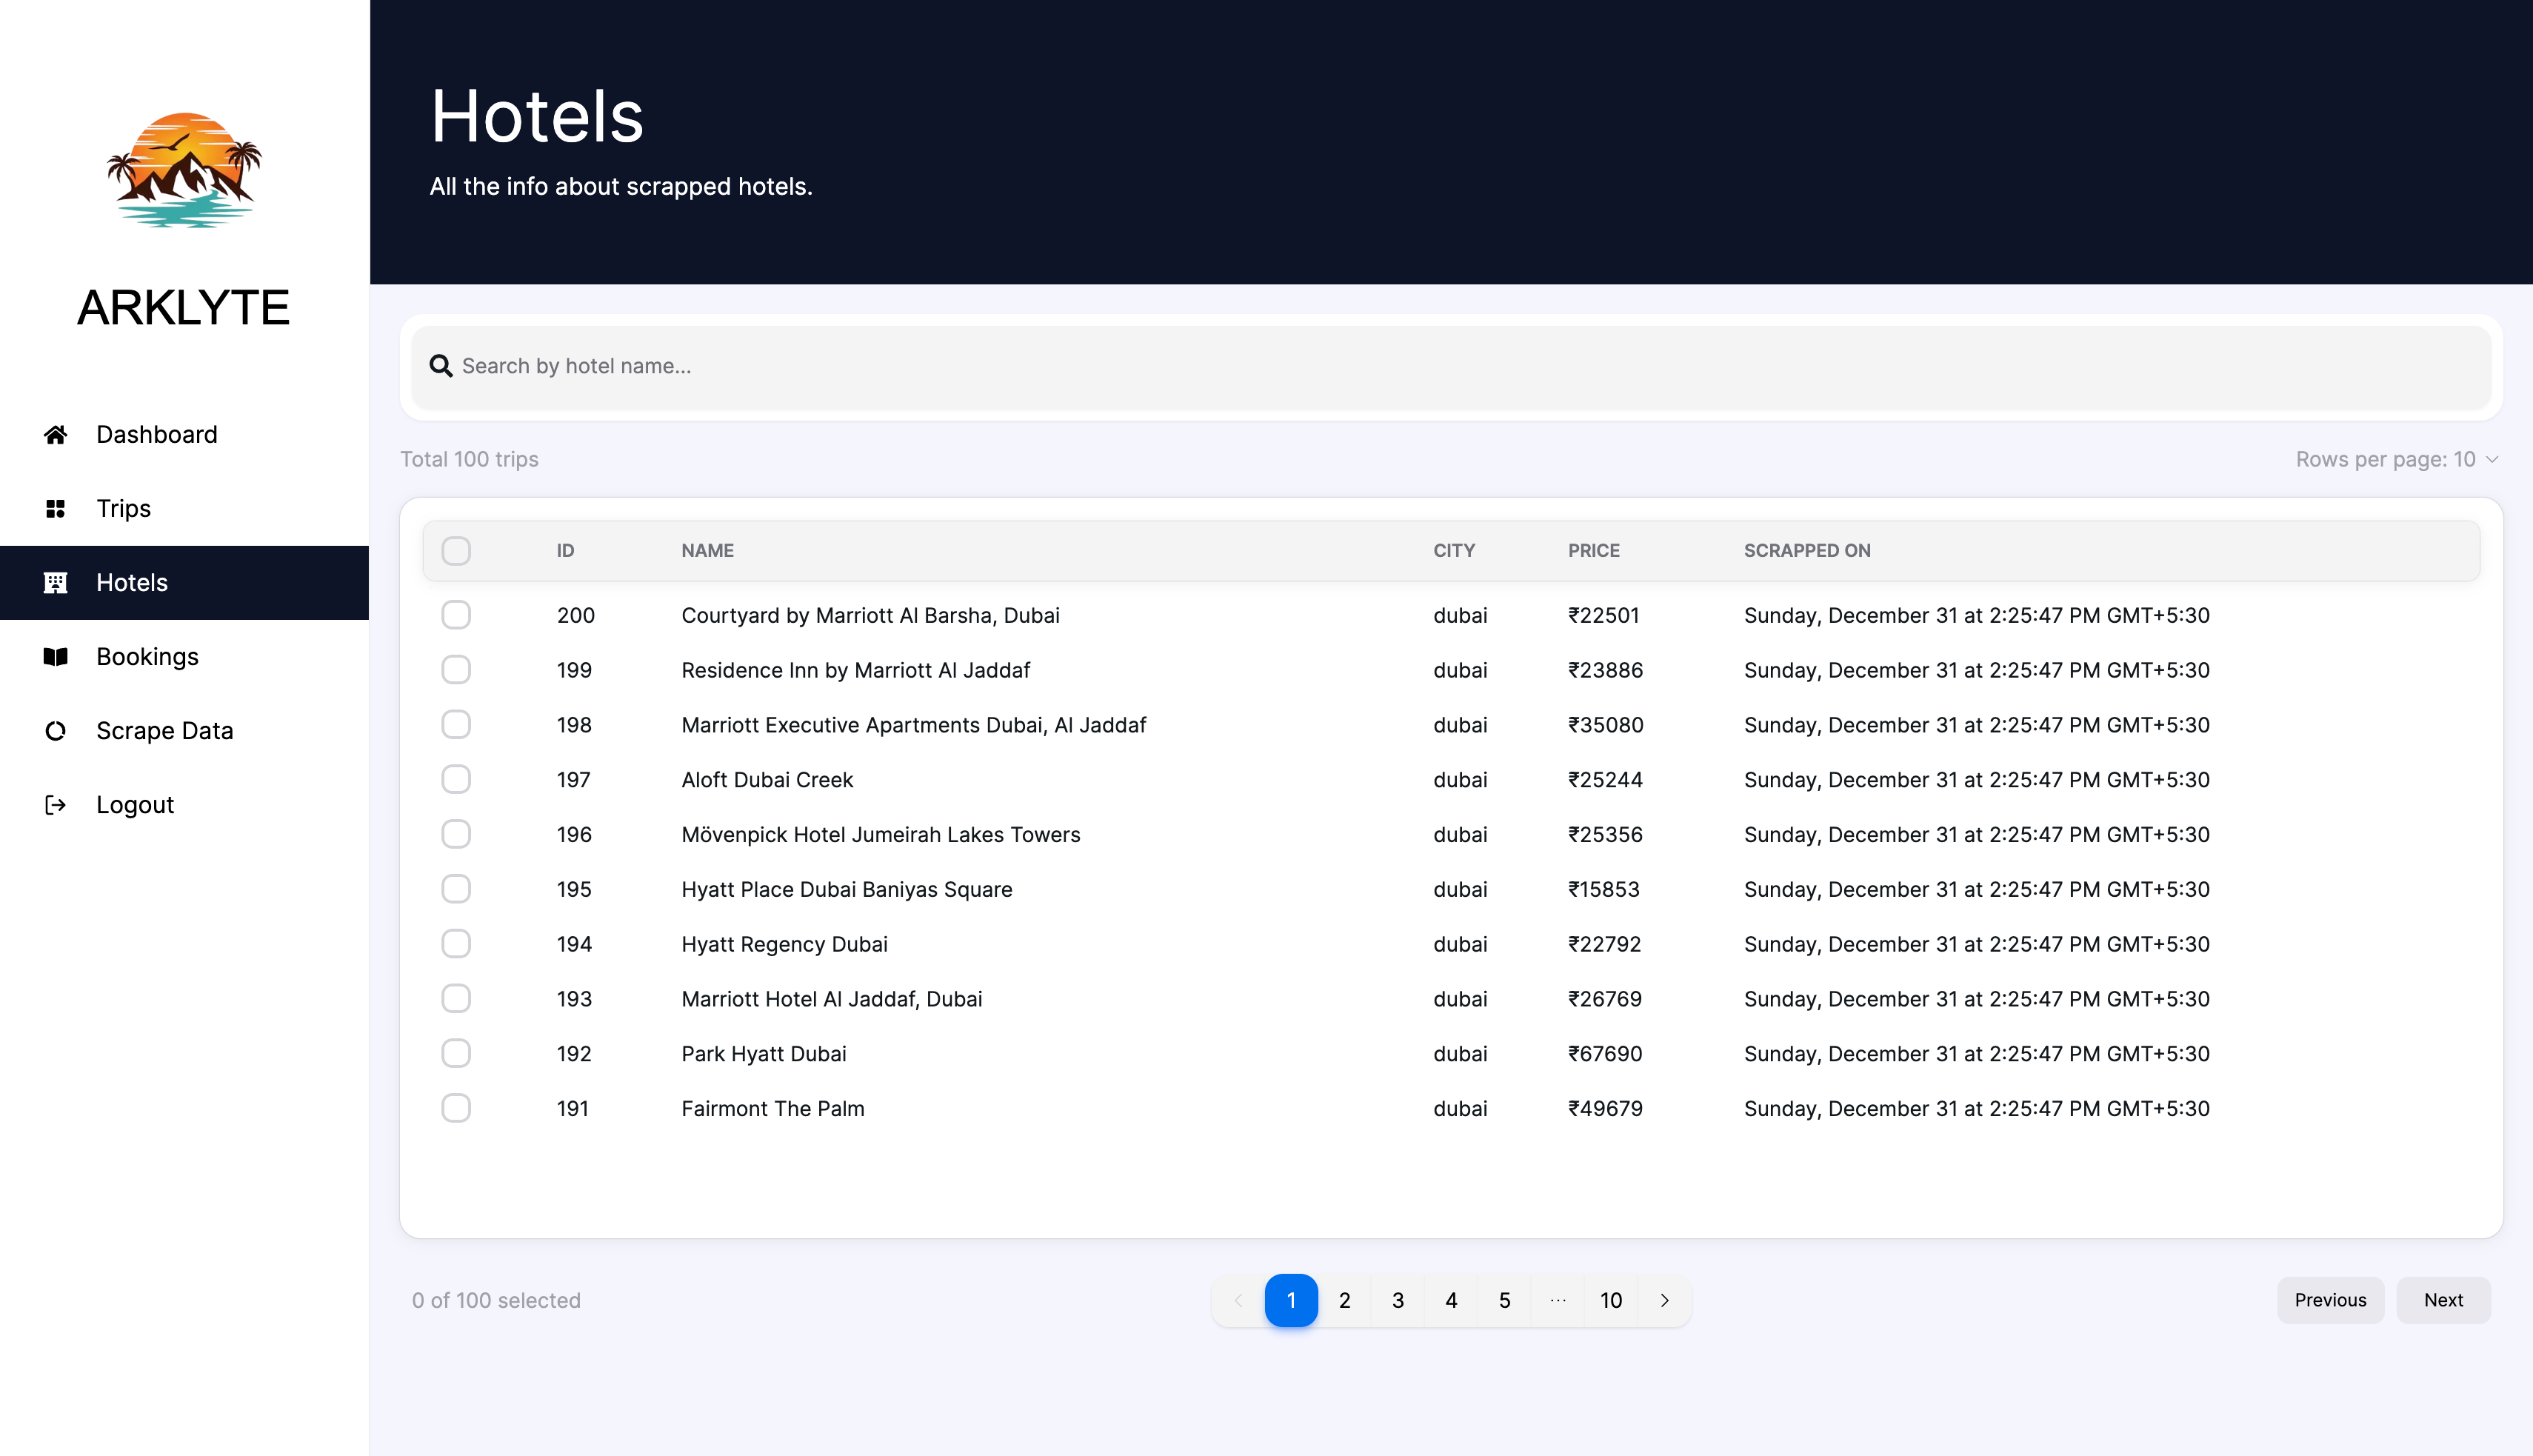 ARKLYTE
Dashboard
Trips
Hotels
Bookings
Scrape Data
Logout
Hotels
All the info about scrapped hotels.
Search by hotel name...
Total 100 trips
Rows per page: 10
ID NAME CITY PRICE SCRAPPED ON
200 Courtyard by Marriott Al Barsha, Dubai dubai ₹22501 Sunday, December 31 at 2:25:47 PM GMT+5:30
199 Residence Inn by Marriott Al Jaddaf dubai ₹23886 Sunday, December 31 at 2:25:47 PM GMT+5:30
198 Marriott Executive Apartments Dubai, Al Jaddaf dubai ₹35080 Sunday, December 31 at 2:25:47 PM GMT+5:30
197 Aloft Dubai Creek dubai ₹25244 Sunday, December 31 at 2:25:47 PM GMT+5:30
196 Mövenpick Hotel Jumeirah Lakes Towers dubai ₹25356 Sunday, December 31 at 2:25:47 PM GMT+5:30
195 Hyatt Place Dubai Baniyas Square dubai ₹15853 Sunday, December 31 at 2:25:47 PM GMT+5:30
194 Hyatt Regency Dubai dubai ₹22792 Sunday, December 31 at 2:25:47 PM GMT+5:30
193 Marriott Hotel Al Jaddaf, Dubai dubai ₹26769 Sunday, December 31 at 2:25:47 PM GMT+5:30
192 Park Hyatt Dubai dubai ₹67690 Sunday, December 31 at 2:25:47 PM GMT+5:30
191 Fairmont The Palm dubai ₹49679 Sunday, December 31 at 2:25:47 PM GMT+5:30
0 of 100 selected
1 2 3 4 5 ... 10
Previous Next